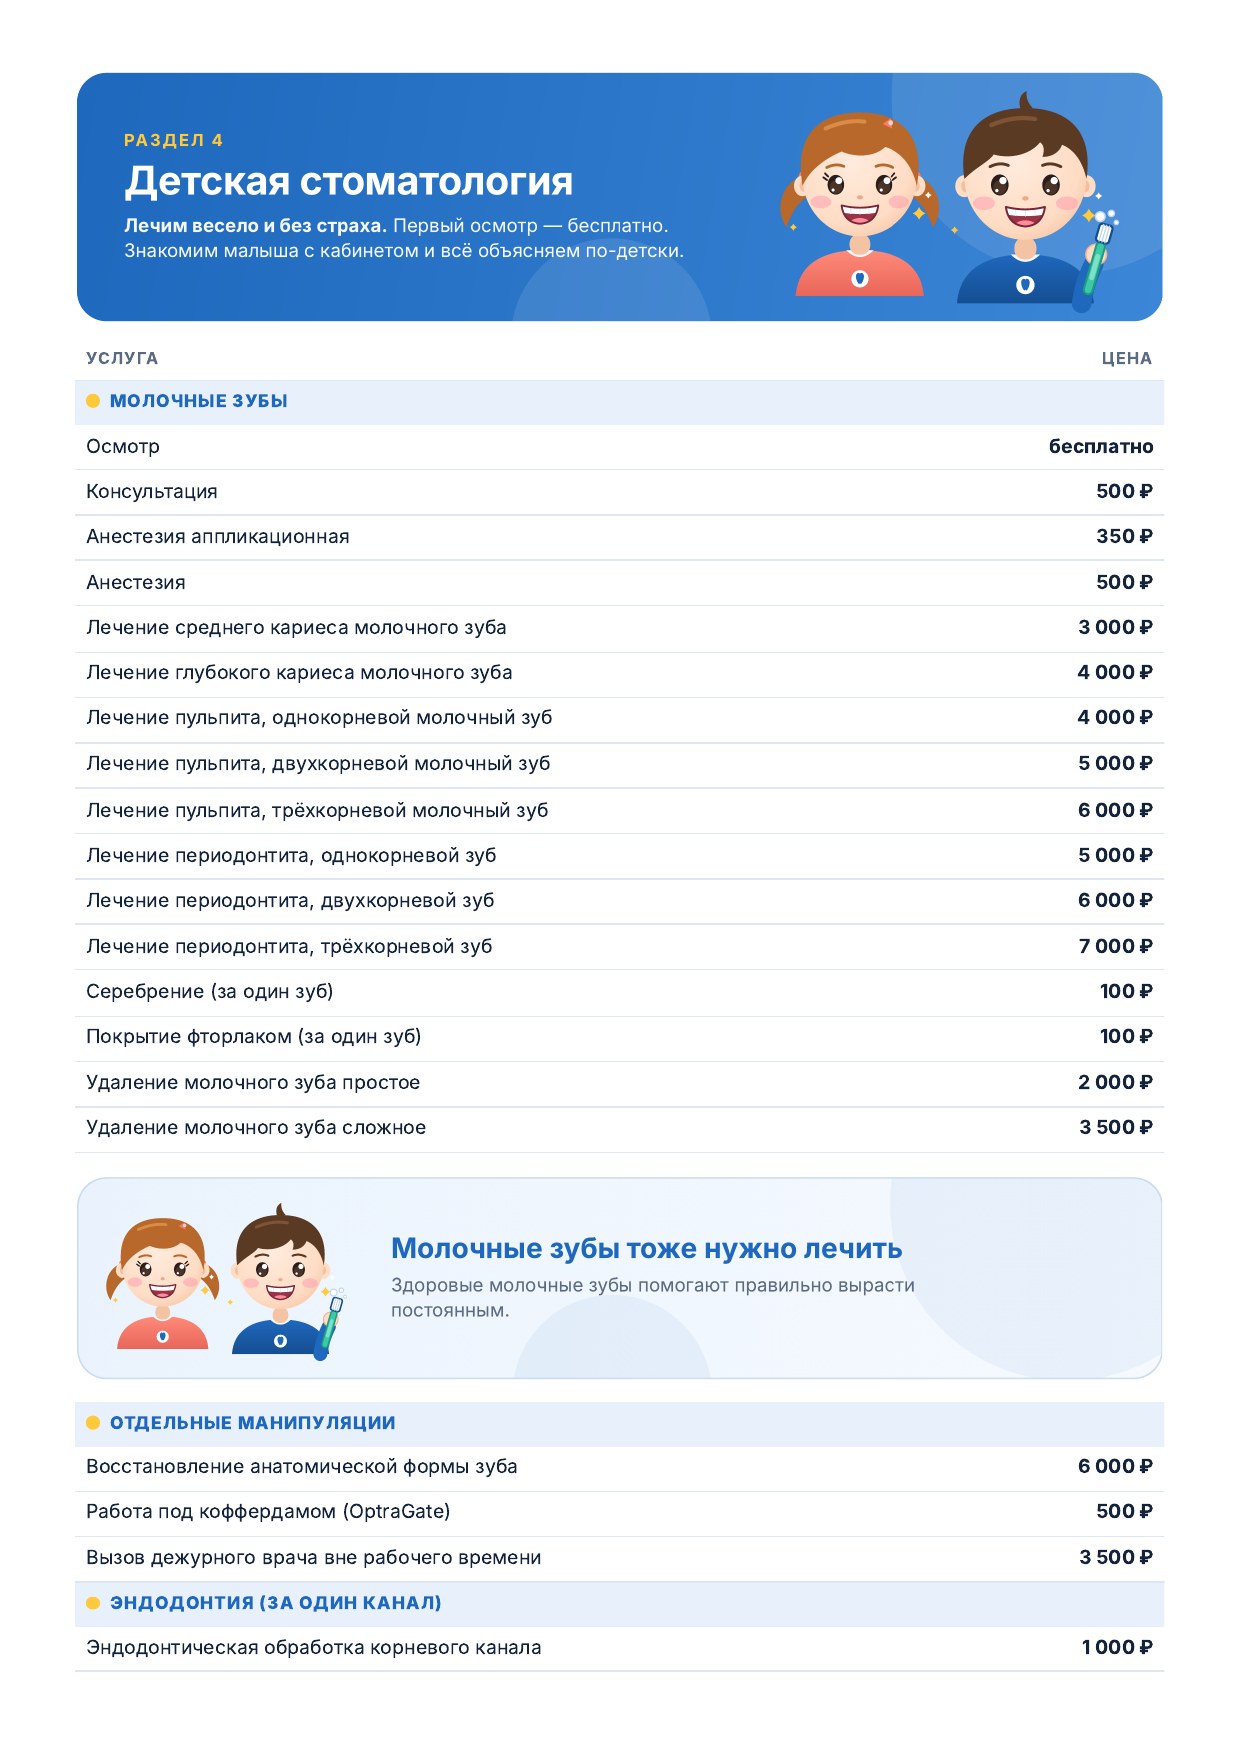 РАЗДЕЛ 4
Детская стоматология
Лечим весело и без страха. Первый осмотр — бесплатно.
Знакомим малыша с кабинетом и всё объясняем по-детски.
УСЛУГА ЦЕНА
МОЛОЧНЫЕ ЗУБЫ
Осмотр бесплатно
Консультация 500 ₽
Анестезия аппликационная 350 ₽
Анестезия 500 ₽
Лечение среднего кариеса молочного зуба 3 000 ₽
Лечение глубокого кариеса молочного зуба 4 000 ₽
Лечение пульпита, однокорневой молочный зуб 4 000 ₽
Лечение пульпита, двухкорневой молочный зуб 5 000 ₽
Лечение пульпита, трёхкорневой молочный зуб 6 000 ₽
Лечение периодонтита, однокорневой зуб 5 000 ₽
Лечение периодонтита, двухкорневой зуб 6 000 ₽
Лечение периодонтита, трёхкорневой зуб 7 000 ₽
Серебрение (за один зуб) 100 ₽
Покрытие фторлаком (за один зуб) 100 ₽
Удаление молочного зуба простое 2 000 ₽
Удаление молочного зуба сложное 3 500 ₽
Молочные зубы тоже нужно лечить
Здоровые молочные зубы помогают правильно вырасти
постоянным.
ОТДЕЛЬНЫЕ МАНИПУЛЯЦИИ
Восстановление анатомической формы зуба 6 000 ₽
Работа под коффердамом (OptraGate) 500 ₽
Вызов дежурного врача вне рабочего времени 3 500 ₽
ЭНДОДОНТИЯ (ЗА ОДИН КАНАЛ)
Эндодонтическая обработка корневого канала 1 000 ₽